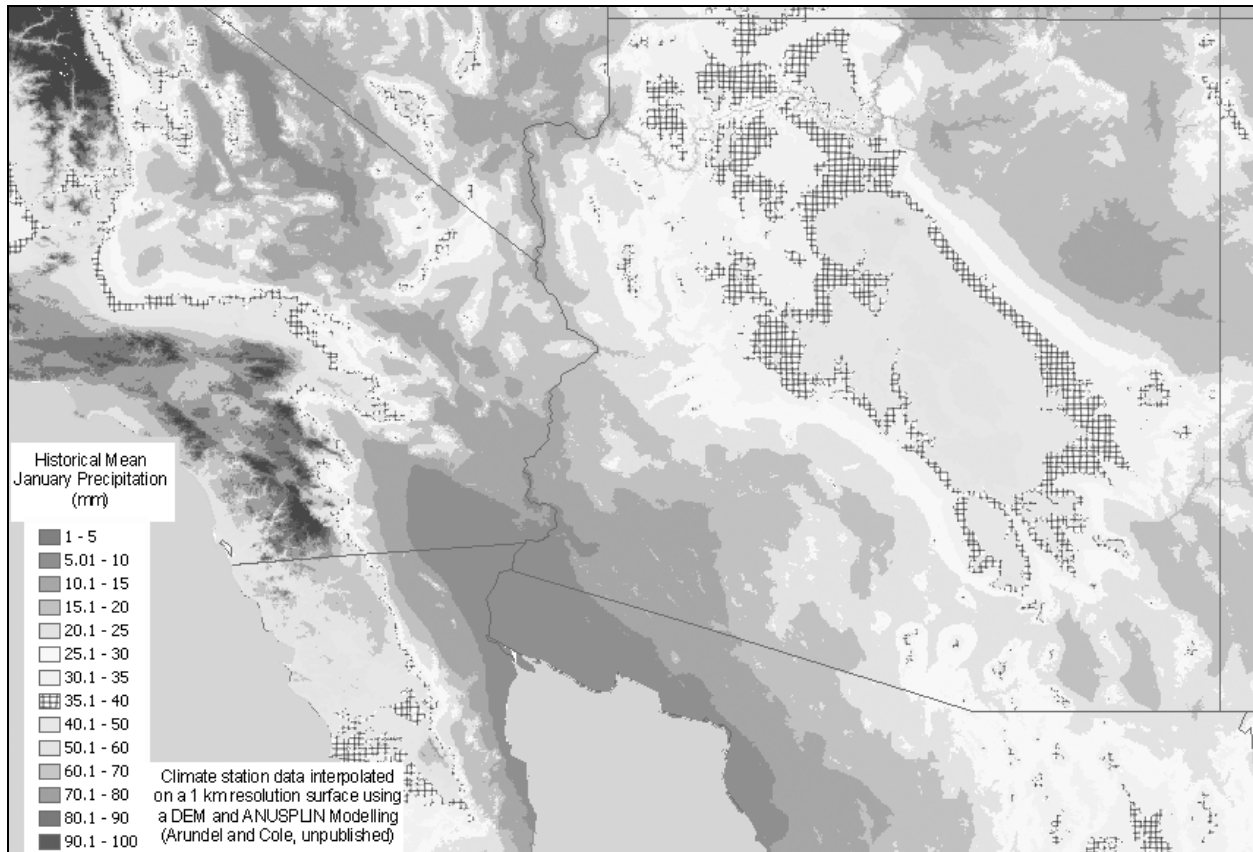 Historical Mean
January Precipitation
(mm)
1 - 5
5.01 - 10
10.1 - 15
15.1 - 20
20.1 - 25
25.1 - 30
30.1 - 35
35.1 - 40
40.1 - 50
50.1 - 60
60.1 - 70
70.1 - 80
80.1 - 90
90.1 - 100
Climate station data interpolated
on a 1 km resolution surface using
a DEM and ANUSPLIN Modelling
(Arundel and Cole, unpublished)